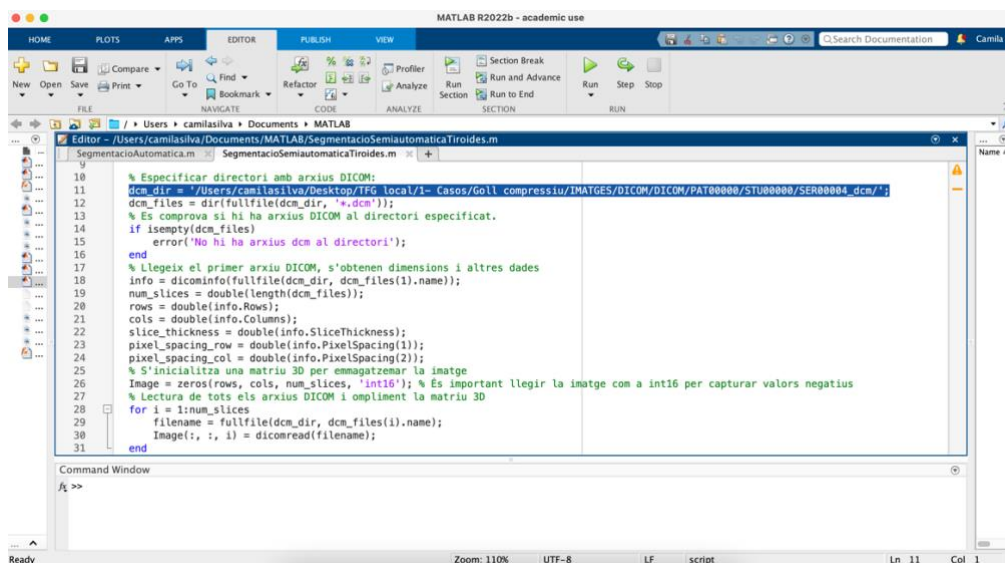 MATLAB R2022b - academic use
HOME PLOTS APPS EDITOR PUBLISH VIEW Search Documentation Camila
New Open Save Compare Print Go To Find Bookmark Refactor Profiler Analyze Run Section Section Break Run and Advance Run to End Run Step Stop
FILE NAVIGATE CODE ANALYZE SECTION RUN
/ Users camilasilva Documents MATLAB
Editor - /Users/camilasilva/Documents/MATLAB/SegmentacioSemiautomaticaTiroides.m
Name
SegmentacioAutomatica.m SegmentacioSemiautomaticaTiroides.m +
9
10 % Especificar directori amb arxius DICOM:
11 dcm_dir = '/Users/camilasilva/Desktop/TFG local/1- Casos/Goll compressiu/IMATGES/DICOM/DICOM/PAT00000/STU00000/SER00004_dcm/';
12 dcm_files = dir(fullfile(dcm_dir, '*.dcm'));
13 % Es comprova si hi ha arxius DICOM al directori especificat.
14 if isempty(dcm_files)
15 error('No hi ha arxius dcm al directori');
16 end
17 % Llegeix el primer arxiu DICOM, s'obtenen dimensions i altres dades
18 info = dicominfo(fullfile(dcm_dir, dcm_files(1).name));
19 num_slices = double(length(dcm_files));
20 rows = double(info.Rows);
21 cols = double(info.Columns);
22 slice_thickness = double(info.SliceThickness);
23 pixel_spacing_row = double(info.PixelSpacing(1));
24 pixel_spacing_col = double(info.PixelSpacing(2));
25 % S'inicialitza una matriu 3D per emmagatzemar la imatge
26 Image = zeros(rows, cols, num_slices, 'int16'); % És important llegir la imatge com a int16 per capturar valors negatius
27 % Lectura de tots els arxius DICOM i ompliment la matriu 3D
28 for i = 1:num_slices
29 filename = fullfile(dcm_dir, dcm_files(i).name);
30 Image(:, :, i) = dicomread(filename);
31 end
Command Window
fx >>
Ready Zoom: 110% UTF-8 LF script Ln 11 Col 1